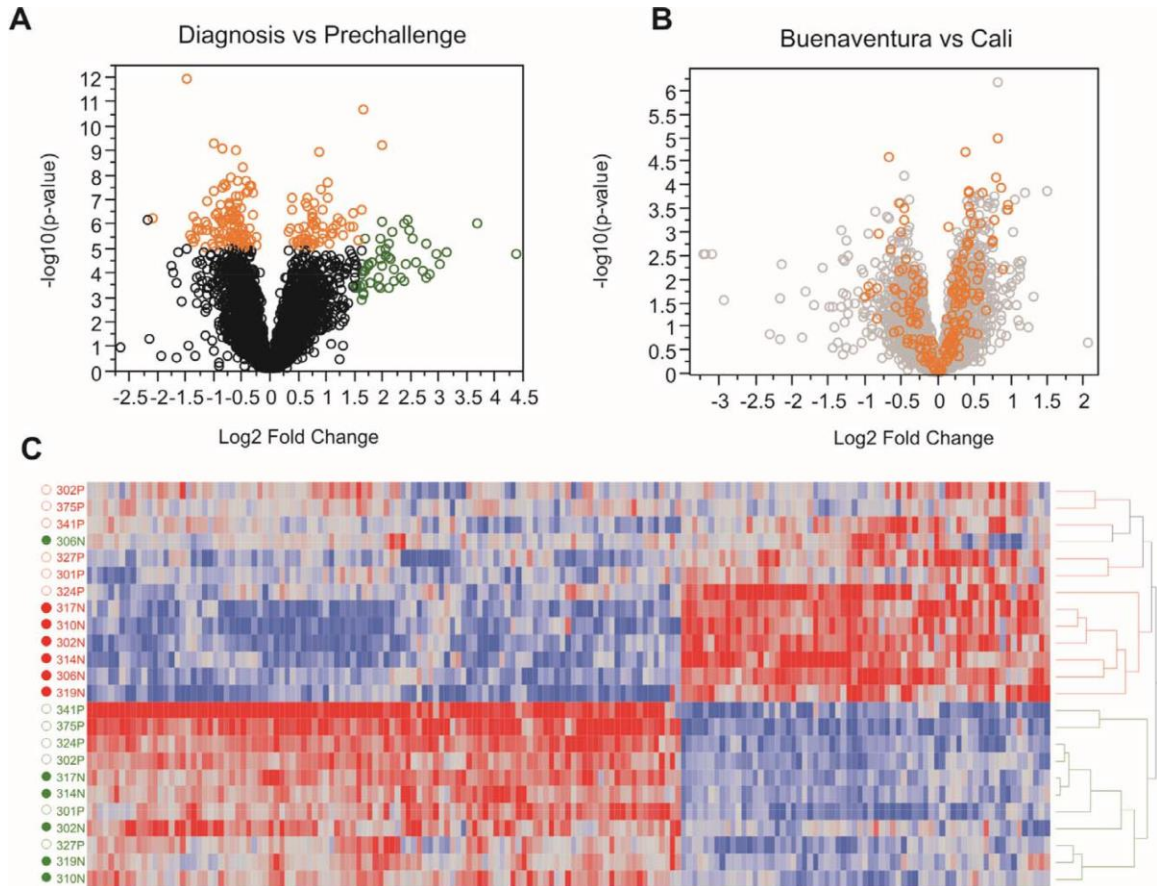 A
Diagnosis vs Prechallenge
12
11
10
9
8
7
6
5
4
3
2
1
0
-log10(p-value)
-2.5 -2 -1.5 -0.5 0 0.5 1 1.5 2 2.5 3 3.5 4 4.5
Log2 Fold Change
B
Buenaventura vs Cali
6
5.5
5
4.5
4
3.5
3
2.5
2
1.5
1
0.5
0
-log10(p-value)
-3 -2.5 -2 -1.5 -1 -0.5 0 0.5 1 1.5 2
Log2 Fold Change
C
302P
375P
341P
306N
327P
301P
324P
317N
310N
302N
314N
306N
319N
341P
375P
324P
302P
317N
314N
301P
302N
327P
319N
310N